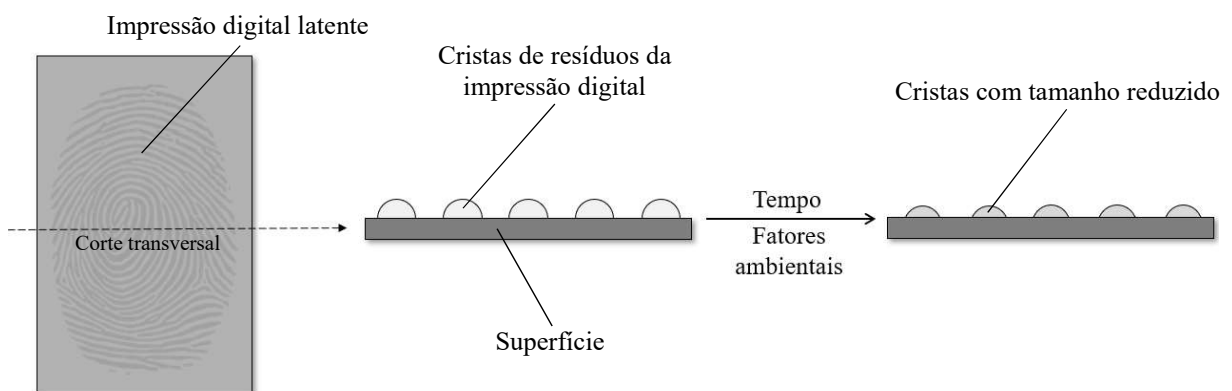 Impressão digital latente
Corte transversal
Cristas de resíduos da
impressão digital
Superfície
Tempo
Fatores
ambientais
Cristas com tamanho reduzido